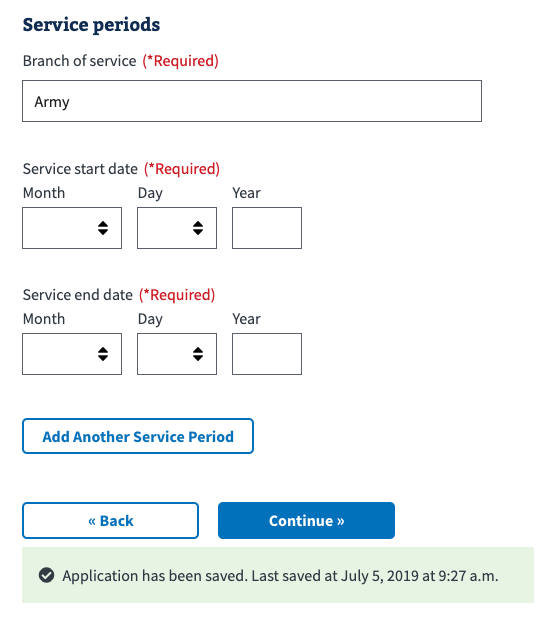 Service periods
Branch of service (*Required)
Army
Service start date (*Required)
Month Day Year
Service end date (*Required)
Month Day Year
Add Another Service Period
« Back Continue »
Application has been saved. Last saved at July 5, 2019 at 9:27 a.m.